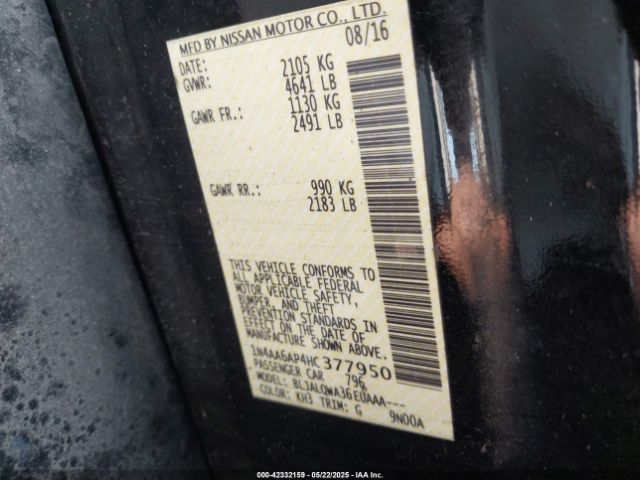 MFD BY NISSAN MOTOR CO., LTD.
DATE: 08/16
GVWR: 2105 KG
4641 LB
GAWR FR.: 1130 KG
2491 LB
GAWR RR.: 990 KG
2183 LB
THIS VEHICLE CONFORMS TO
ALL APPLICABLE FEDERAL
MOTOR VEHICLE SAFETY,
BUMPER, AND THEFT
PREVENTION STANDARDS IN
EFFECT ON THE DATE OF
MANUFACTURE SHOWN ABOVE.
1N4AA6AP4HC377950
PASSENGER CAR 796
MODEL: BLJALQWA36EUAAA---
COLOR: KH3 TRIM: G 9N00A
000-42332159 - 05/22/2025 - IAA Inc.